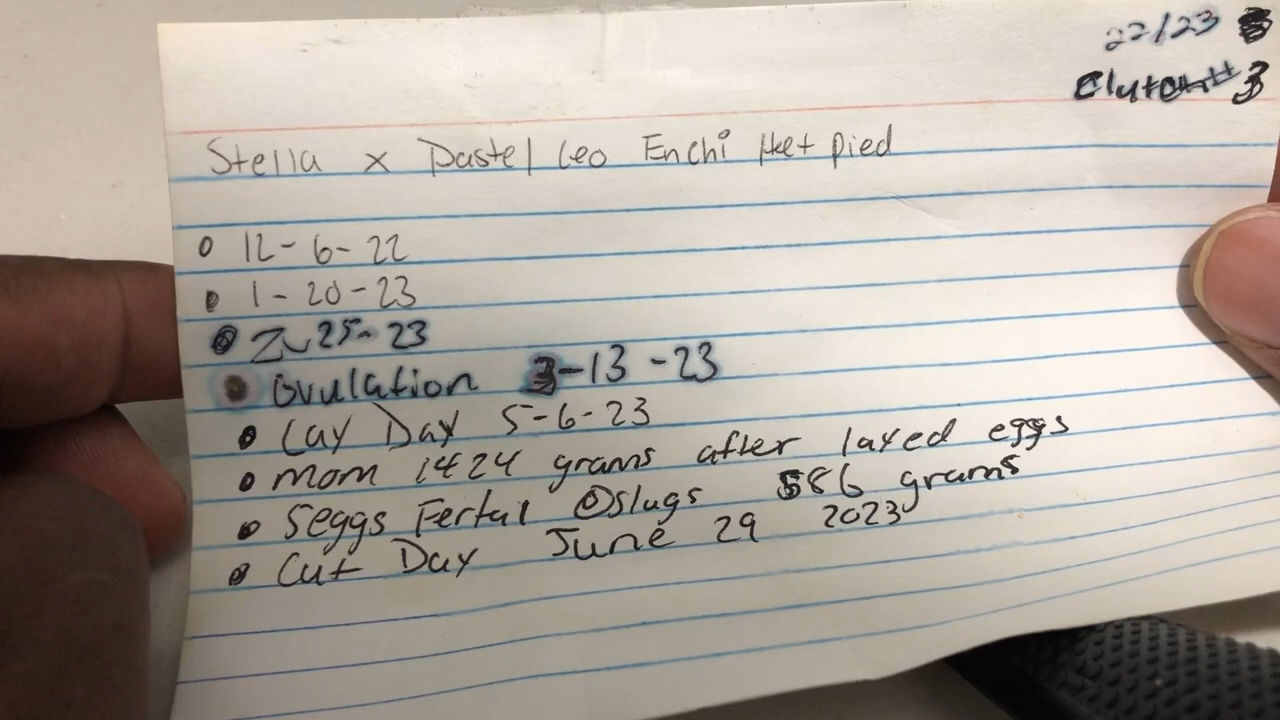 22/23
Clutch # 3
Stella x Pastel Leo Enchi Het Pied
12-6-22
1-20-23
2-25-23
Ovulation 3-13-23
Lay Day 5-6-23
Mom 1424 grams after layed eggs
5eggs Fertal 0slugs 586 grams
Cut Day June 29 2023